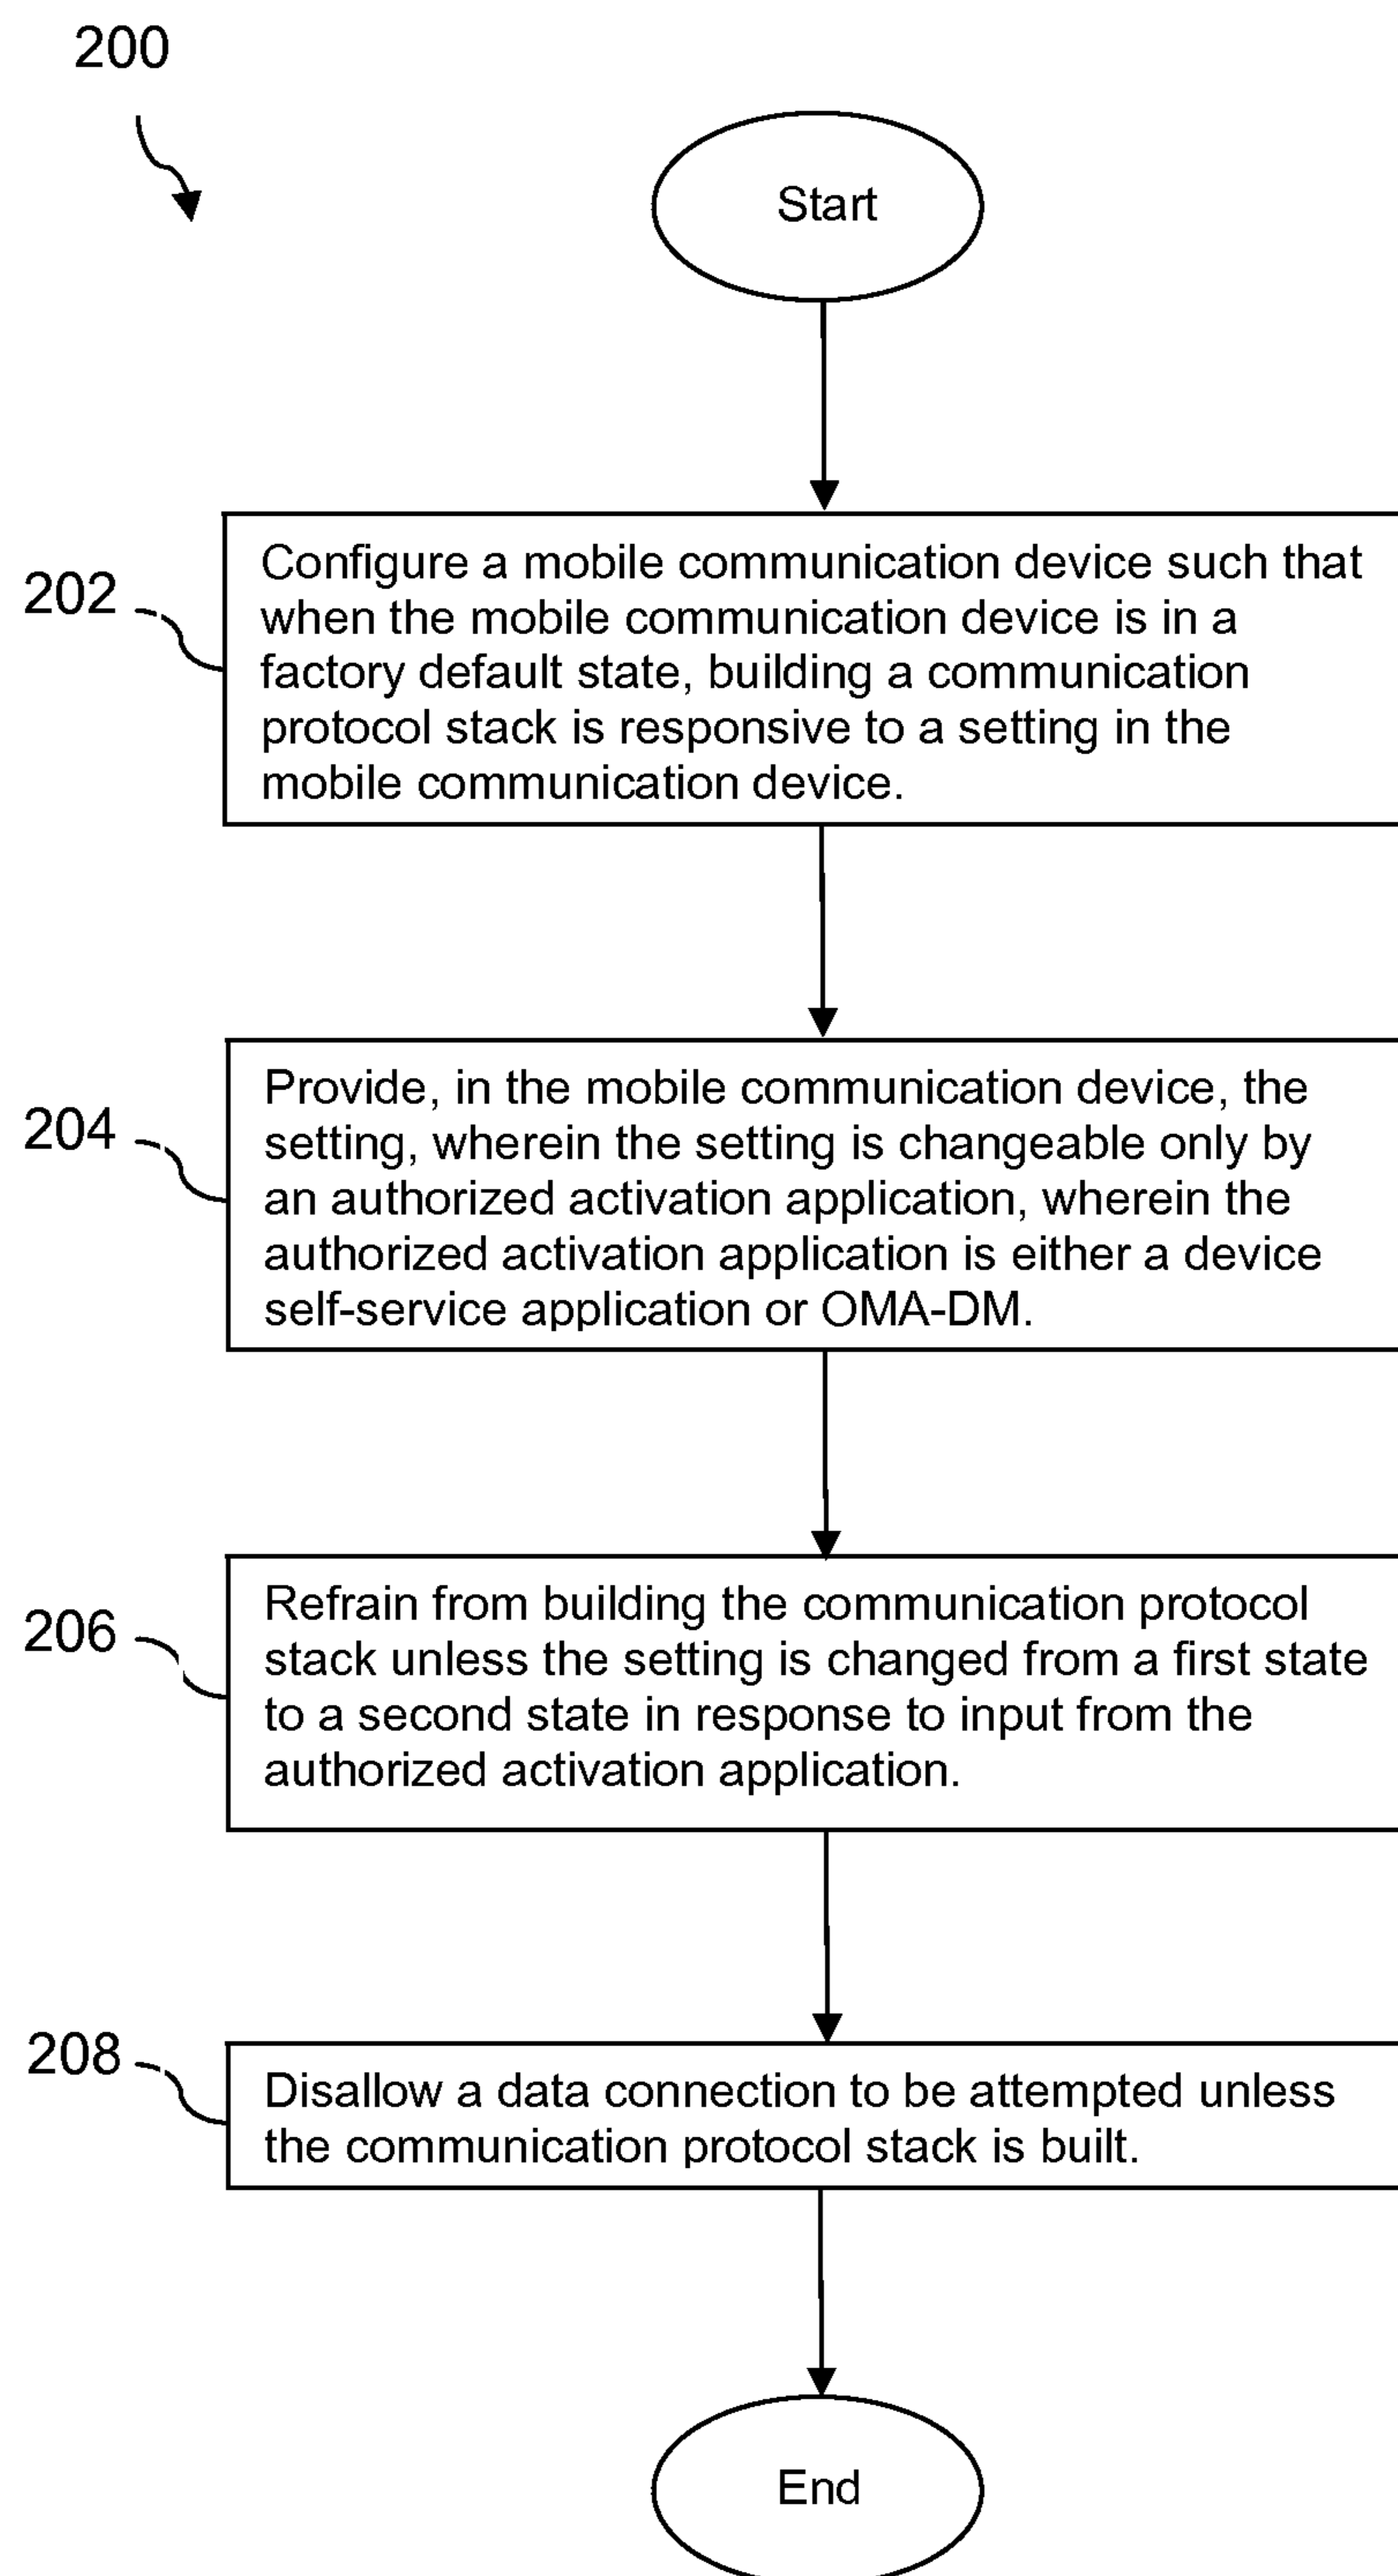 200
Start
202
Configure a mobile communication device such that
when the mobile communication device is in a
factory default state, building a communication
protocol stack is responsive to a setting in the
mobile communication device.
204
Provide, in the mobile communication device, the
setting, wherein the setting is changeable only by
an authorized activation application, wherein the
authorized activation application is either a device
self-service application or OMA-DM.
206
Refrain from building the communication protocol
stack unless the setting is changed from a first state
to a second state in response to input from the
authorized activation application.
208
Disallow a data connection to be attempted unless
the communication protocol stack is built.
End